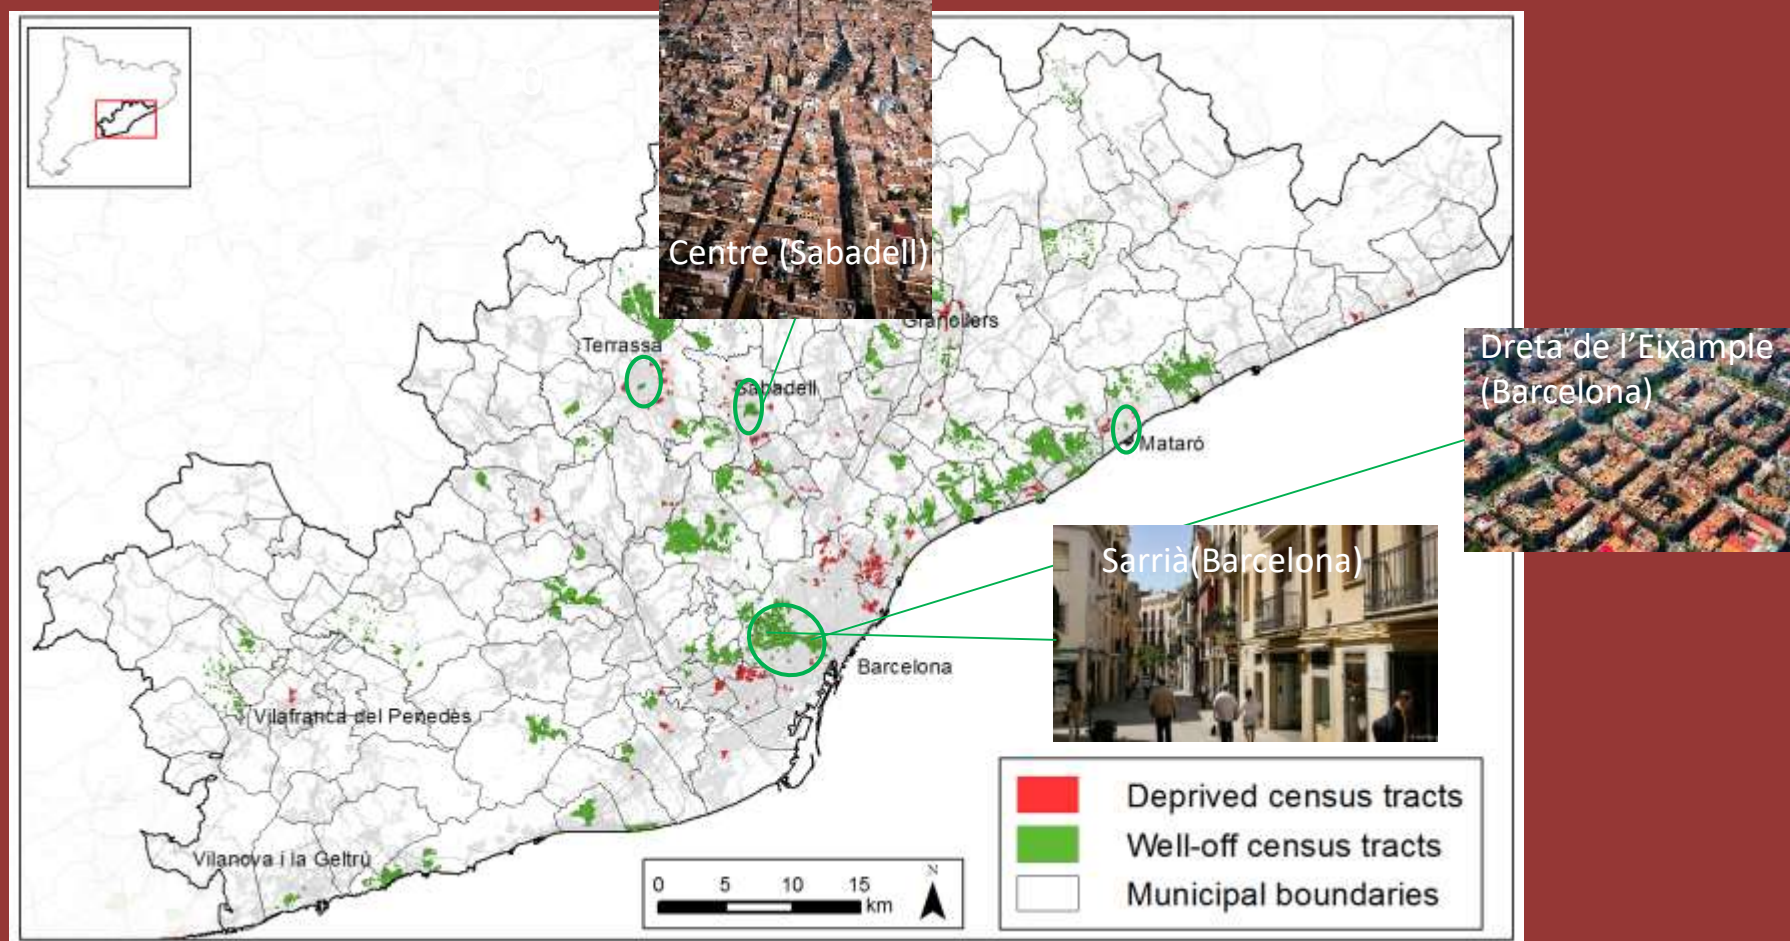 Centre (Sabadell)
Granollers
Terrassa
Sabadell
Dreta de l'Eixample
(Barcelona)
Mataró
Sarrià(Barcelona)
Barcelona
Vilafranca del Penedès
Vilanova i la Geltrú
Deprived census tracts
Well-off census tracts
Municipal boundaries
0 5 10 15
km
N